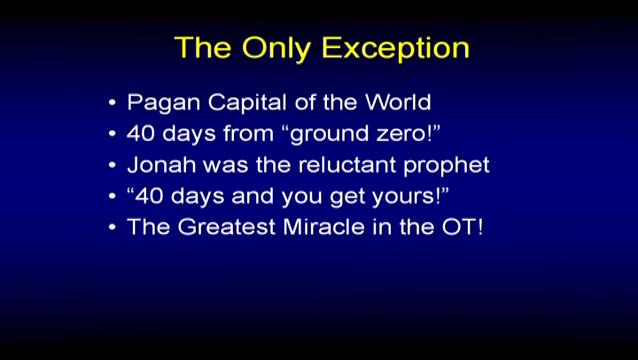 The Only Exception
• Pagan Capital of the World
• 40 days from “ground zero!”
• Jonah was the reluctant prophet
• “40 days and you get yours!”
• The Greatest Miracle in the OT!